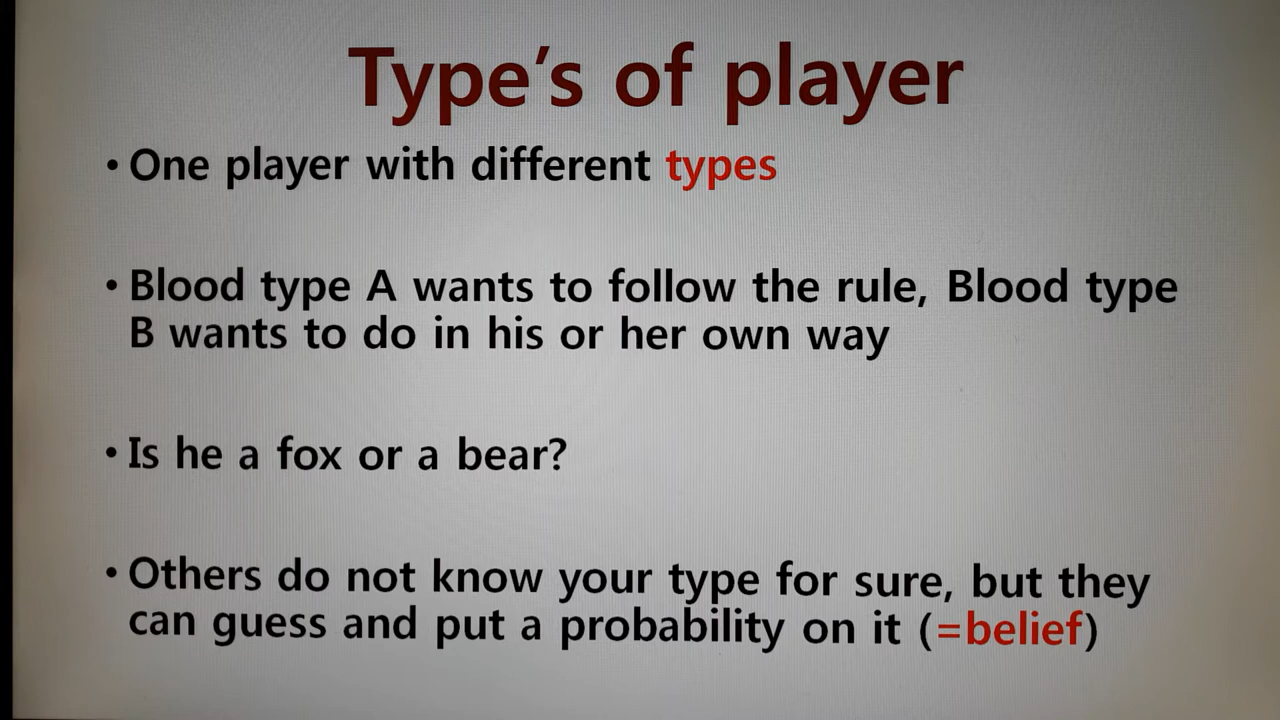 Type's of player
• One player with different types
• Blood type A wants to follow the rule, Blood type
B wants to do in his or her own way
• Is he a fox or a bear?
• Others do not know your type for sure, but they
can guess and put a probability on it (=belief)